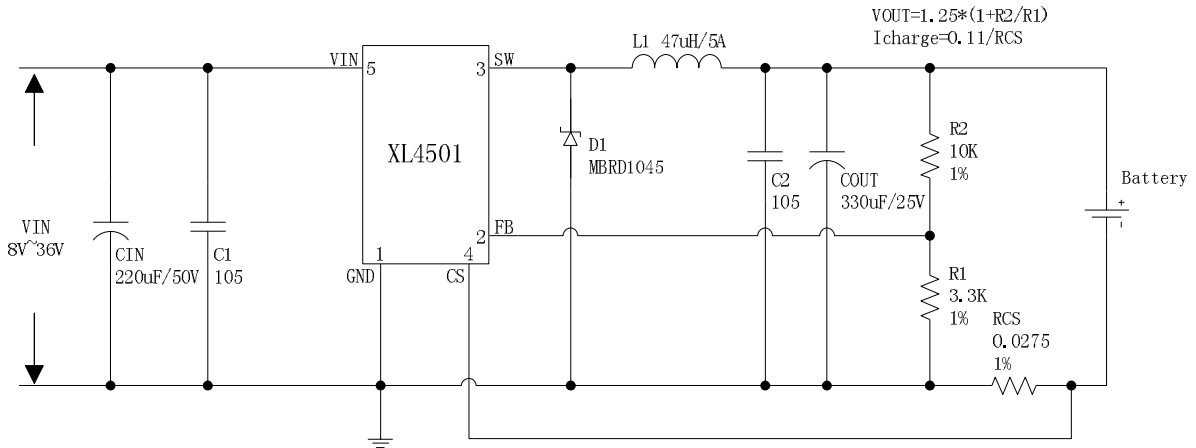 VOUT=1.25*(1+R2/R1)
Icharge=0.11/RCS
L1 47uH/5A
VIN
5
3
SW
XL4501
D1
MBRD1045
R2
10K
1%
C2
105
COUT
330uF/25V
Battery
+
-
VIN
8V~36V
CIN
220uF/50V
C1
105
2
FB
1
4
GND
CS
R1
3.3K
1%
RCS
0.0275
1%